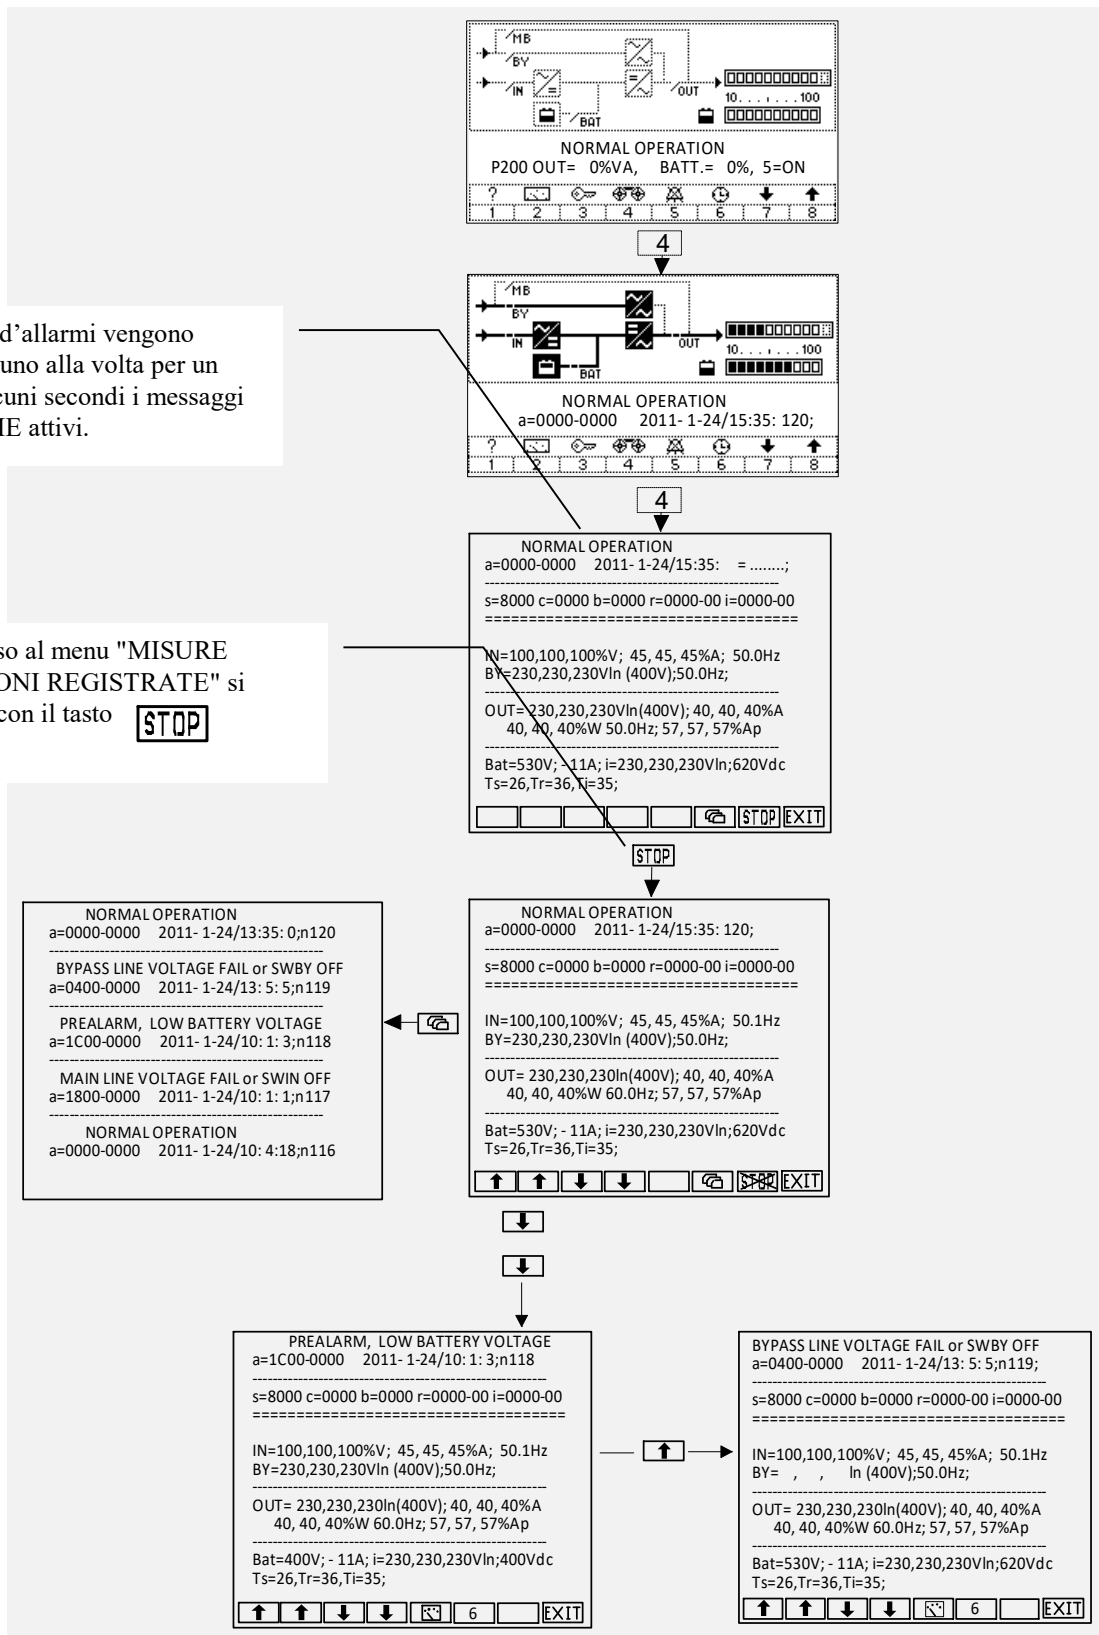 MB
BY
IN
OUT
BAT
10. . . . . . . 100
NORMAL OPERATION
P200 OUT= 0%VA, BATT.= 0%, 5=ON
?
1 2 3 4 5 6 7 8
4
MB
BY
IN
OUT
BAT
10. . . . . . . 100
NORMAL OPERATION
a=0000-0000 2011- 1-24/15:35: 120;
?
1 2 3 4 5 6 7 8
d’allarmi vengono
uno alla volta per un
uni secondi i messaggi
E attivi.
4
NORMAL OPERATION
a=0000-0000 2011- 1-24/15:35: = ........;
s=8000 c=0000 b=0000 r=0000-00 i=0000-00
====================================
IN=100,100,100%V; 45, 45, 45%A; 50.0Hz
BY=230,230,230Vln (400V);50.0Hz;
OUT= 230,230,230Vln(400V); 40, 40, 40%A
40, 40, 40%W 50.0Hz; 57, 57, 57%Ap
Bat=530V; - 11A; i=230,230,230Vln;620Vdc
Ts=26,Tr=36,Ti=35;
STOP EXIT
so al menu "MISURE
ONI REGISTRATE" si
con il tasto STOP
STOP
NORMAL OPERATION
a=0000-0000 2011- 1-24/15:35: 120;
s=8000 c=0000 b=0000 r=0000-00 i=0000-00
====================================
IN=100,100,100%V; 45, 45, 45%A; 50.1Hz
BY=230,230,230Vln (400V);50.0Hz;
OUT= 230,230,230ln(400V); 40, 40, 40%A
40, 40, 40%W 60.0Hz; 57, 57, 57%Ap
Bat=530V; - 11A; i=230,230,230Vln;620Vdc
Ts=26,Tr=36,Ti=35;
STOP EXIT
NORMAL OPERATION
a=0000-0000 2011- 1-24/13:35: 0;n120
BYPASS LINE VOLTAGE FAIL or SWBY OFF
a=0400-0000 2011- 1-24/13: 5: 5;n119
PREALARM, LOW BATTERY VOLTAGE
a=1C00-0000 2011- 1-24/10: 1: 3;n118
MAIN LINE VOLTAGE FAIL or SWIN OFF
a=1800-0000 2011- 1-24/10: 1: 1;n117
NORMAL OPERATION
a=0000-0000 2011- 1-24/10: 4:18;n116
PREALARM, LOW BATTERY VOLTAGE
a=1C00-0000 2011- 1-24/10: 1: 3;n118
s=8000 c=0000 b=0000 r=0000-00 i=0000-00
====================================
IN=100,100,100%V; 45, 45, 45%A; 50.1Hz
BY=230,230,230Vln (400V);50.0Hz;
OUT= 230,230,230ln(400V); 40, 40, 40%A
40, 40, 40%W 60.0Hz; 57, 57, 57%Ap
Bat=400V; - 11A; i=230,230,230Vln;400Vdc
Ts=26,Tr=36,Ti=35;
6 EXIT
BYPASS LINE VOLTAGE FAIL or SWBY OFF
a=0400-0000 2011- 1-24/13: 5: 5;n119;
s=8000 c=0000 b=0000 r=0000-00 i=0000-00
====================================
IN=100,100,100%V; 45, 45, 45%A; 50.1Hz
BY= , , ln (400V);50.0Hz;
OUT= 230,230,230ln(400V); 40, 40, 40%A
40, 40, 40%W 60.0Hz; 57, 57, 57%Ap
Bat=530V; - 11A; i=230,230,230Vln;620Vdc
Ts=26,Tr=36,Ti=35;
6 EXIT